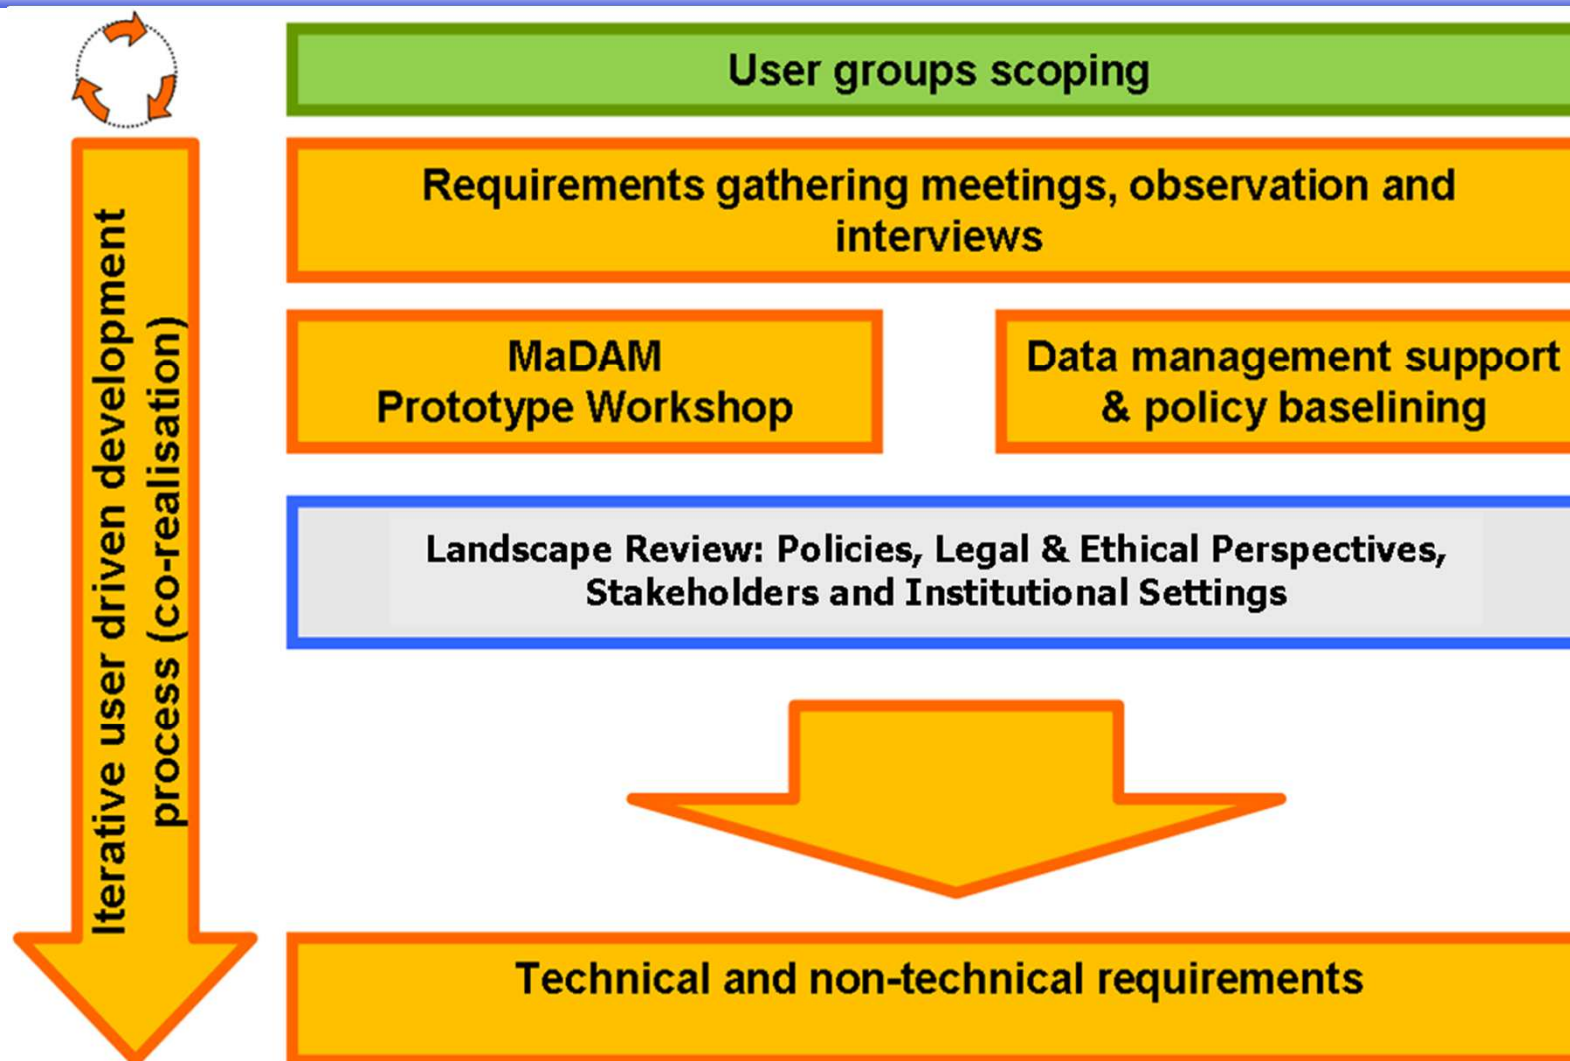 User groups scoping
Requirements gathering meetings, observation and
interviews
MaDAM
Prototype Workshop
Data management support
& policy baselining
Landscape Review: Policies, Legal & Ethical Perspectives,
Stakeholders and Institutional Settings
Technical and non-technical requirements
Iterative user driven development
process (co-realisation)